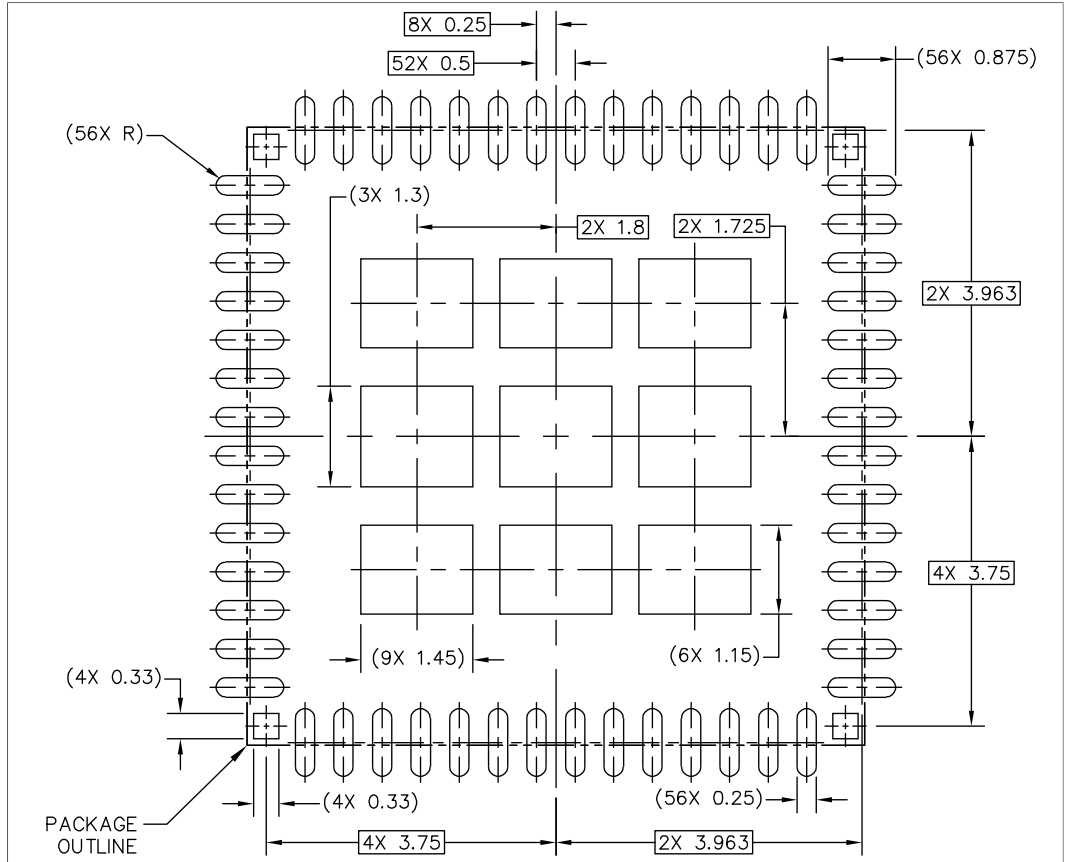 8X 0.25
52X 0.5
(56X 0.875)
(56X R)
(3X 1.3)
2X 1.8
2X 1.725
2X 3.963
4X 3.75
(9X 1.45)
(6X 1.15)
(4X 0.33)
(4X 0.33)
(56X 0.25)
PACKAGE
OUTLINE
4X 3.75
2X 3.963